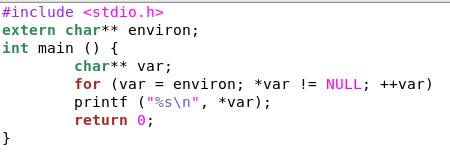 #include <stdio.h>
extern char** environ;
int main () {
        char** var;
        for (var = environ; *var != NULL; ++var)
        printf ("%s\n", *var);
        return 0;
}